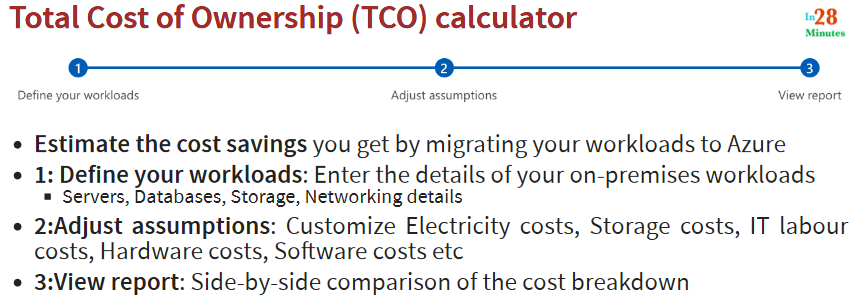 Total Cost of Ownership (TCO) calculator
In28
Minutes
1 2 3
Define your workloads Adjust assumptions View report
• Estimate the cost savings you get by migrating your workloads to Azure
• 1: Define your workloads: Enter the details of your on-premises workloads
▪ Servers, Databases, Storage, Networking details
• 2:Adjust assumptions: Customize Electricity costs, Storage costs, IT labour
costs, Hardware costs, Software costs etc
• 3:View report: Side-by-side comparison of the cost breakdown